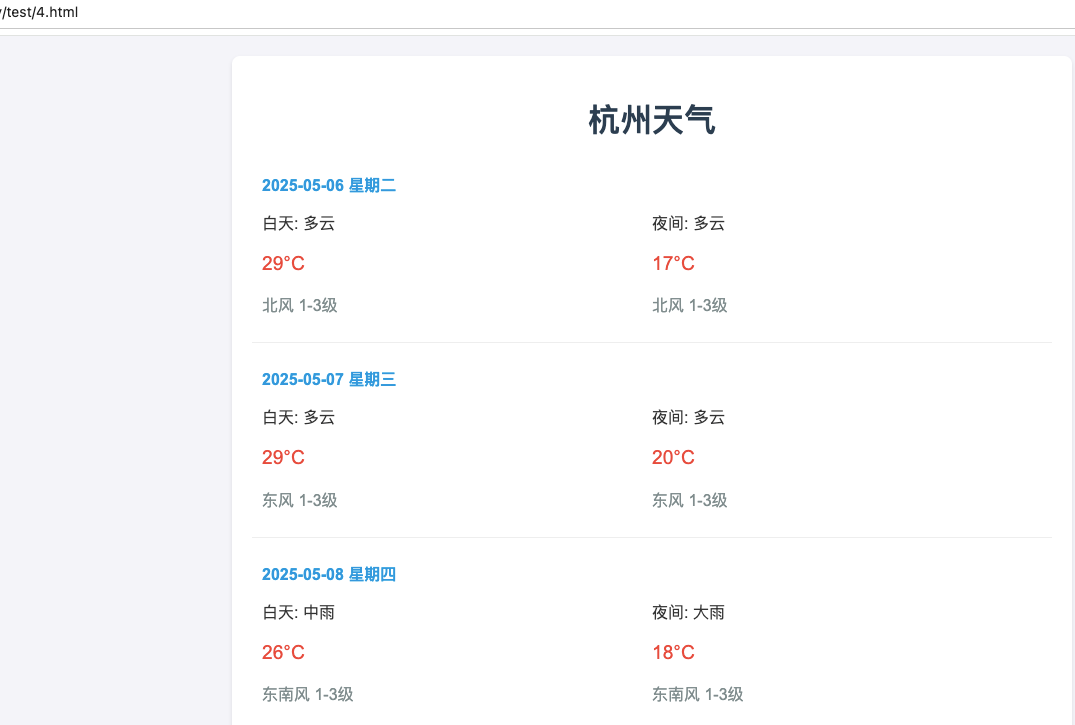 /test/4.html
杭州天气
2025-05-06 星期二
白天: 多云 夜间: 多云
29°C 17°C
北风 1-3级 北风 1-3级
2025-05-07 星期三
白天: 多云 夜间: 多云
29°C 20°C
东风 1-3级 东风 1-3级
2025-05-08 星期四
白天: 中雨 夜间: 大雨
26°C 18°C
东南风 1-3级 东南风 1-3级